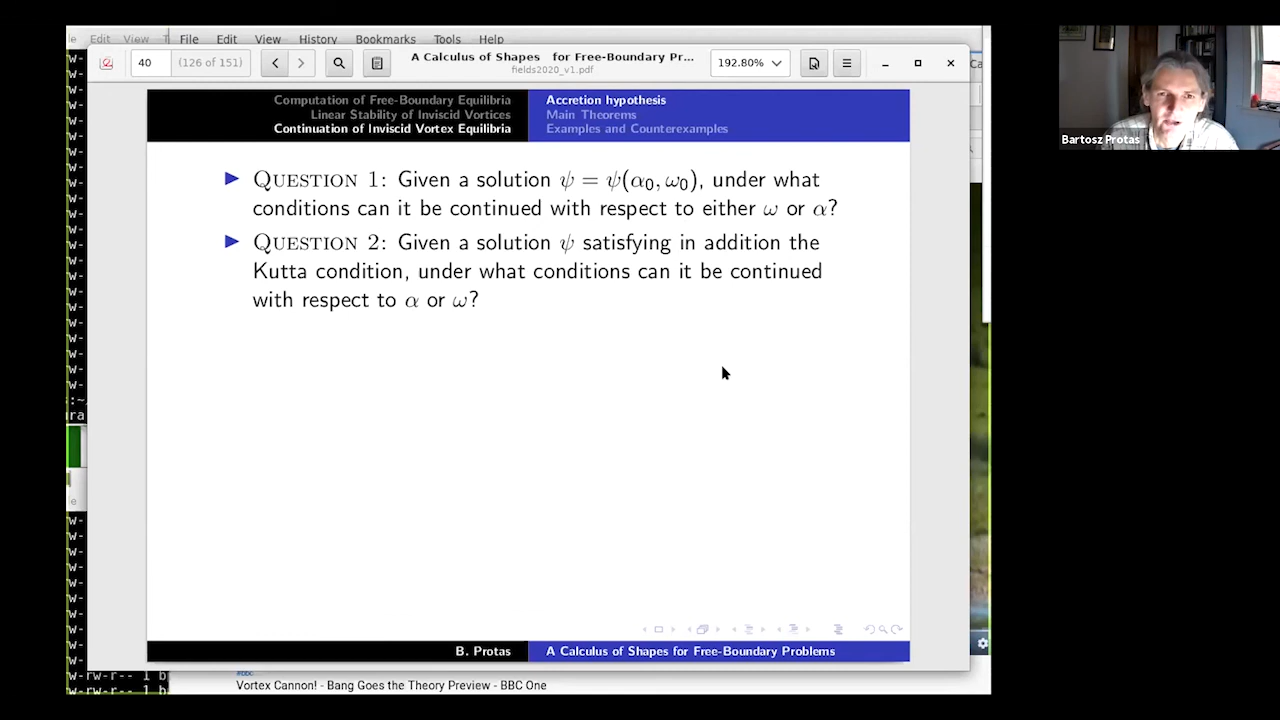 e Edit View T File Edit View History Bookmarks Tools Help
40 (126 of 151) A Calculus of Shapes for Free-Boundary Pr... 192.80%
fields2020_v1.pdf
Computation of Free-Boundary Equilibria
Linear Stability of Inviscid Vortices
Continuation of Inviscid Vortex Equilibria
Accretion hypothesis
Main Theorems
Examples and Counterexamples
▶ QUESTION 1: Given a solution ψ = ψ(α₀, ω₀), under what
conditions can it be continued with respect to either ω or α?
▶ QUESTION 2: Given a solution ψ satisfying in addition the
Kutta condition, under what conditions can it be continued
with respect to α or ω?
B. Protas A Calculus of Shapes for Free-Boundary Problems
w-rw-r-- 1 b
Vortex Cannon! - Bang Goes the Theory Preview - BBC One
Bartosz Protas